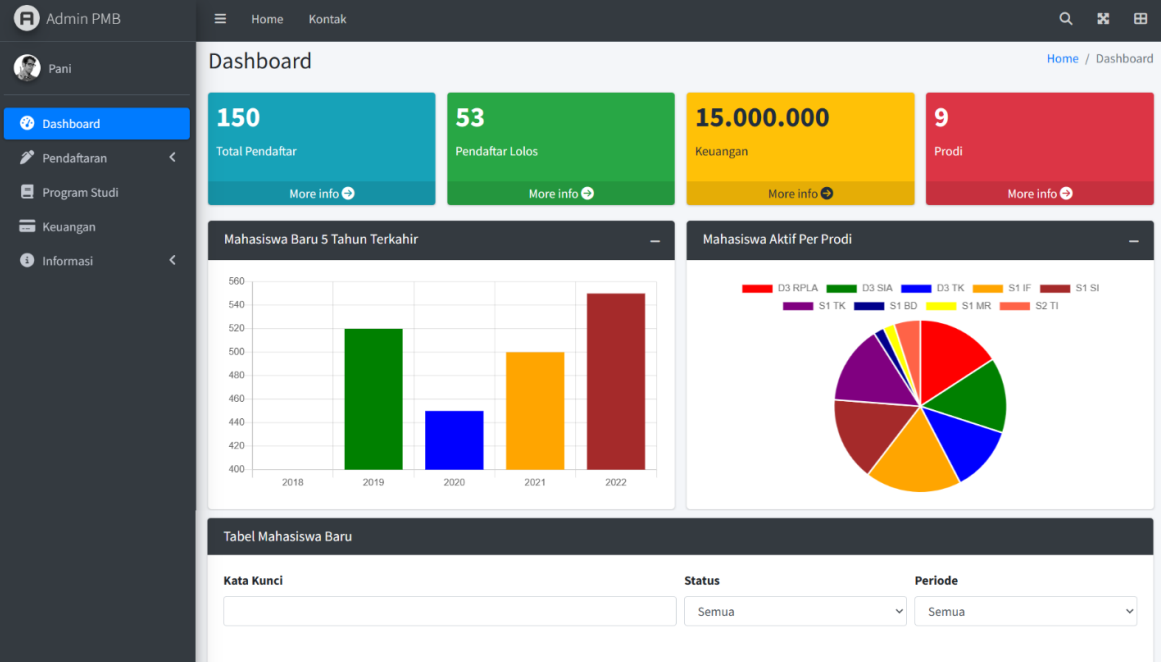 Admin PMB
Home Kontak
Pani
Dashboard
Pendaftaran
Program Studi
Keuangan
Informasi
Dashboard
Home / Dashboard
150
Total Pendaftar
More info
53
Pendaftar Lolos
More info
15.000.000
Keuangan
More info
9
Prodi
More info
Mahasiswa Baru 5 Tahun Terkahir
560
540
520
500
480
460
440
420
400
2018 2019 2020 2021 2022
Mahasiswa Aktif Per Prodi
D3 RPLA D3 SIA D3 TK S1 IF S1 SI
S1 TK S1 BD S1 MR S2 TI
Tabel Mahasiswa Baru
Kata Kunci Status Periode
Semua Semua